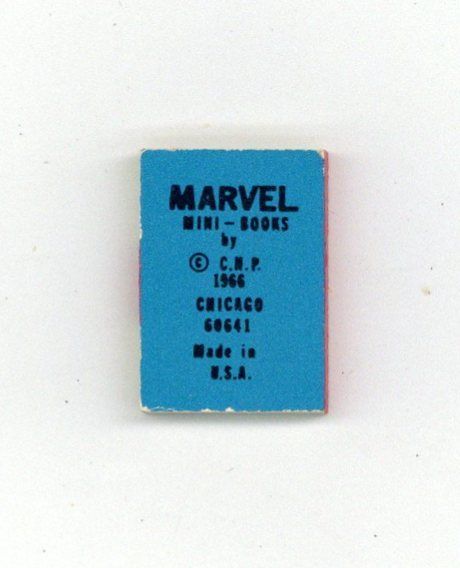 MARVEL
MINI-BOOKS
by
© C.N.P.
1966
CHICAGO
60641
Made in
U.S.A.